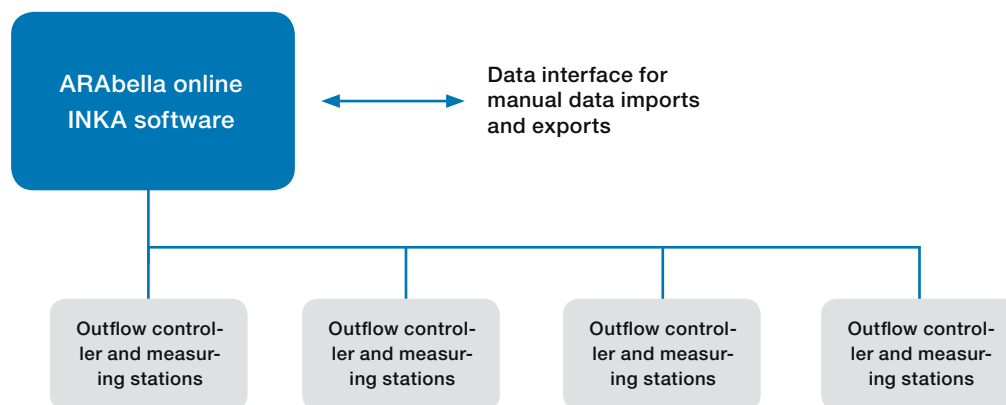 ARAbella online
INKA software
Data interface for
manual data imports
and exports
Outflow control-
ler and measur-
ing stations
Outflow control-
ler and measur-
ing stations
Outflow control-
ler and measur-
ing stations
Outflow control-
ler and measur-
ing stations